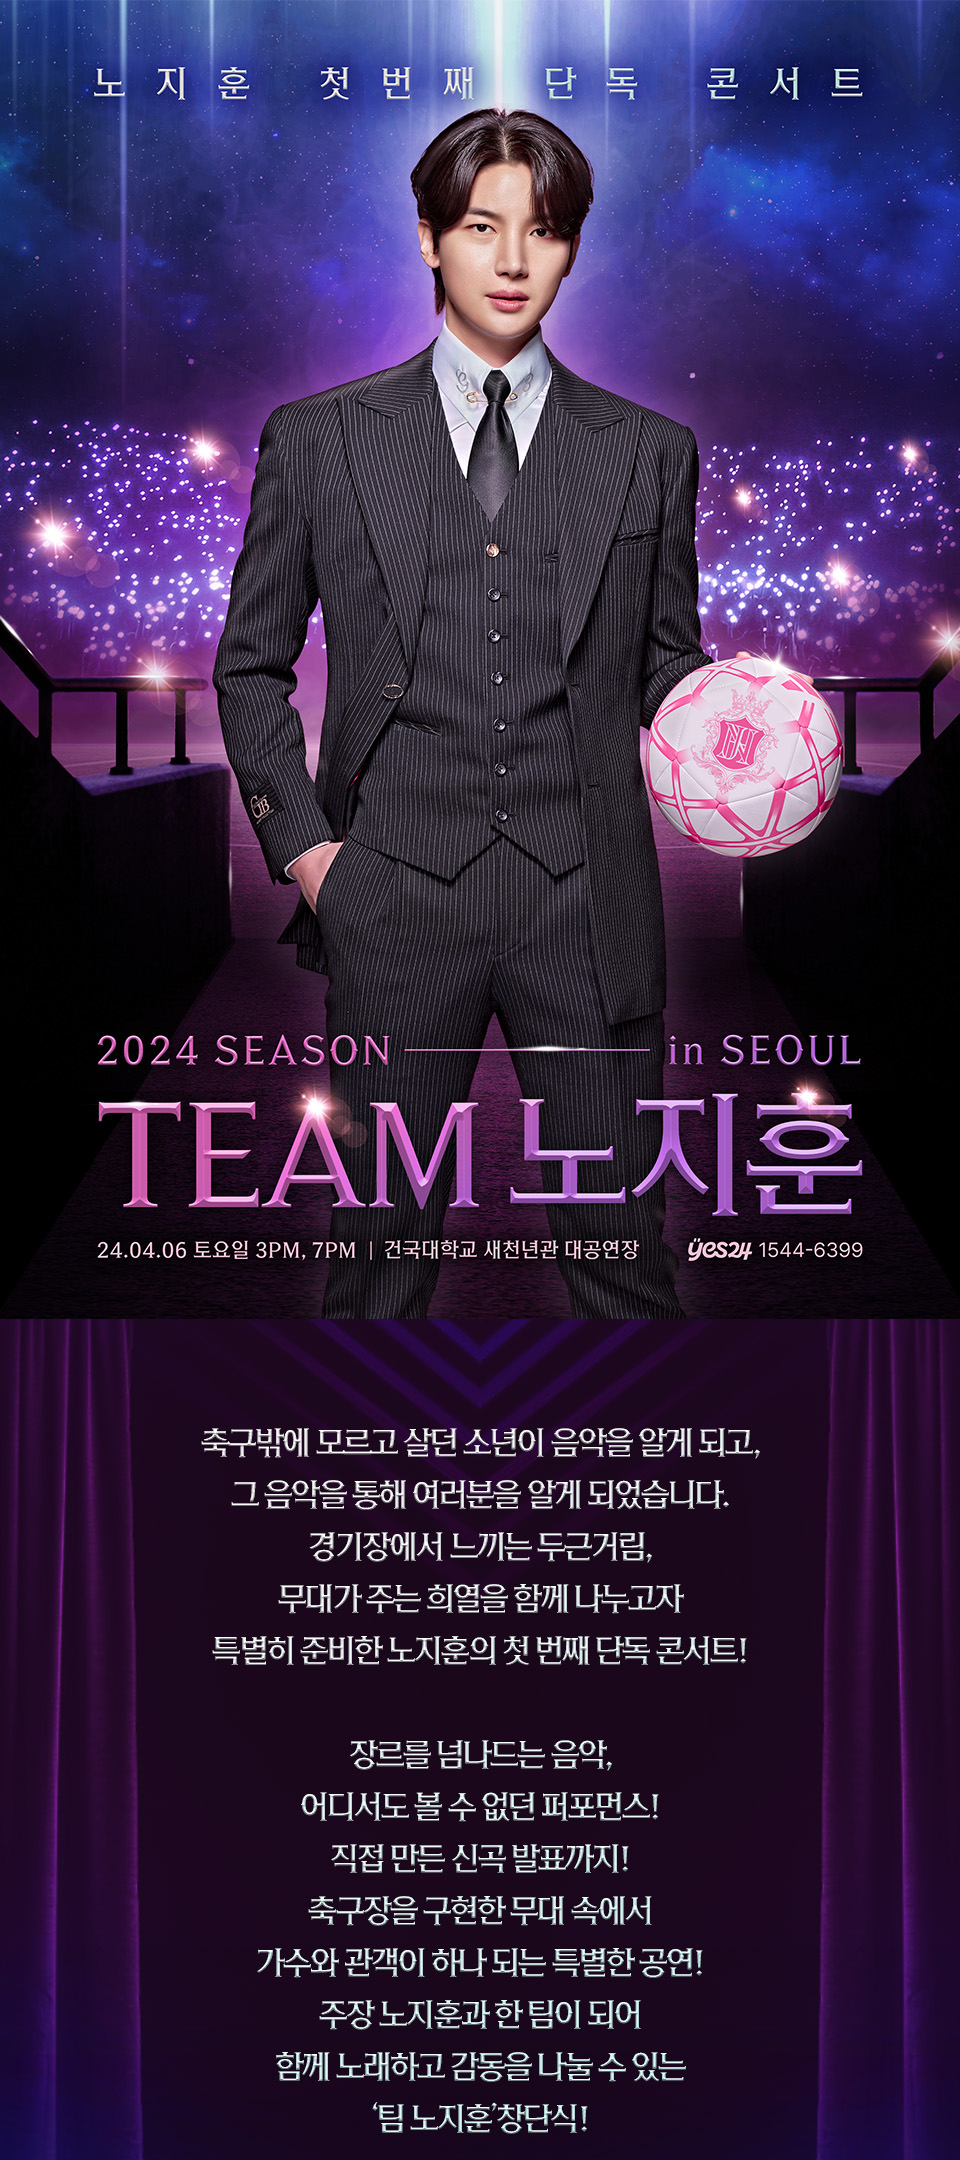 노지훈 첫번째 단독 콘서트
GB
NJH
2024 SEASON in SEOUL
TEAM 노지훈
24.04.06 토요일 3PM, 7PM | 건국대학교 새천년관 대공연장 yes24 1544-6399
축구밖에 모르고 살던 소년이 음악을 알게 되고,
그 음악을 통해 여러분을 알게 되었습니다.
경기장에서 느끼는 두근거림,
무대가 주는 희열을 함께 나누고자
특별히 준비한 노지훈의 첫 번째 단독 콘서트!
장르를 넘나드는 음악,
어디서도 볼 수 없던 퍼포먼스!
직접 만든 신곡 발표까지!
축구장을 구현한 무대 속에서
가수와 관객이 하나 되는 특별한 공연!
주장 노지훈과 한 팀이 되어
함께 노래하고 감동을 나눌 수 있는
‘팀 노지훈’창단식!